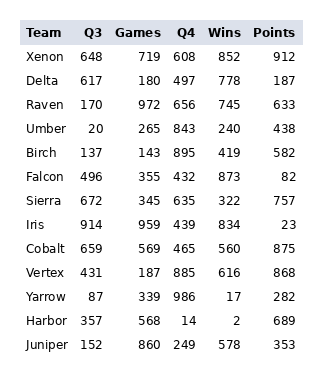 Team Q3 Games Q4 Wins Points
Xenon 648 719 608 852 912
Delta 617 180 497 778 187
Raven 170 972 656 745 633
Umber 20 265 843 240 438
Birch 137 143 895 419 582
Falcon 496 355 432 873 82
Sierra 672 345 635 322 757
Iris 914 959 439 834 23
Cobalt 659 569 465 560 875
Vertex 431 187 885 616 868
Yarrow 87 339 986 17 282
Harbor 357 568 14 2 689
Juniper 152 860 249 578 353